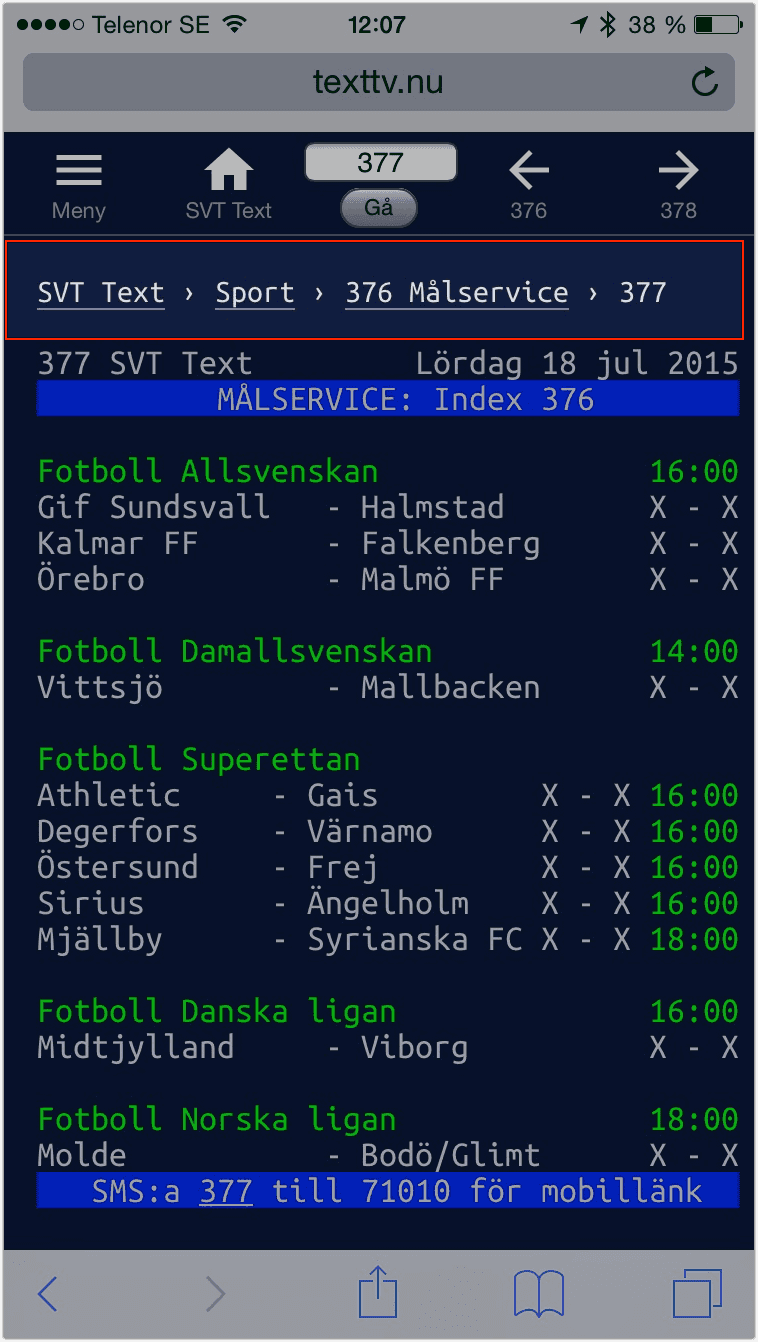 Telenor SE 12:07 38 %
texttv.nu
377
Meny SVT Text Gå 376 378
SVT Text › Sport › 376 Målservice › 377
377 SVT Text Lördag 18 jul 2015
MÅLSERVICE: Index 376
Fotboll Allsvenskan 16:00
Gif Sundsvall - Halmstad X - X
Kalmar FF - Falkenberg X - X
Örebro - Malmö FF X - X
Fotboll Damallsvenskan 14:00
Vittsjö - Mallbacken X - X
Fotboll Superettan
Athletic - Gais X - X 16:00
Degerfors - Värnamo X - X 16:00
Östersund - Frej X - X 16:00
Sirius - Ängelholm X - X 16:00
Mjällby - Syrianska FC X - X 18:00
Fotboll Danska ligan 16:00
Midtjylland - Viborg X - X
Fotboll Norska ligan 18:00
Molde - Bodö/Glimt X - X
SMS:a 377 till 71010 för mobillänk